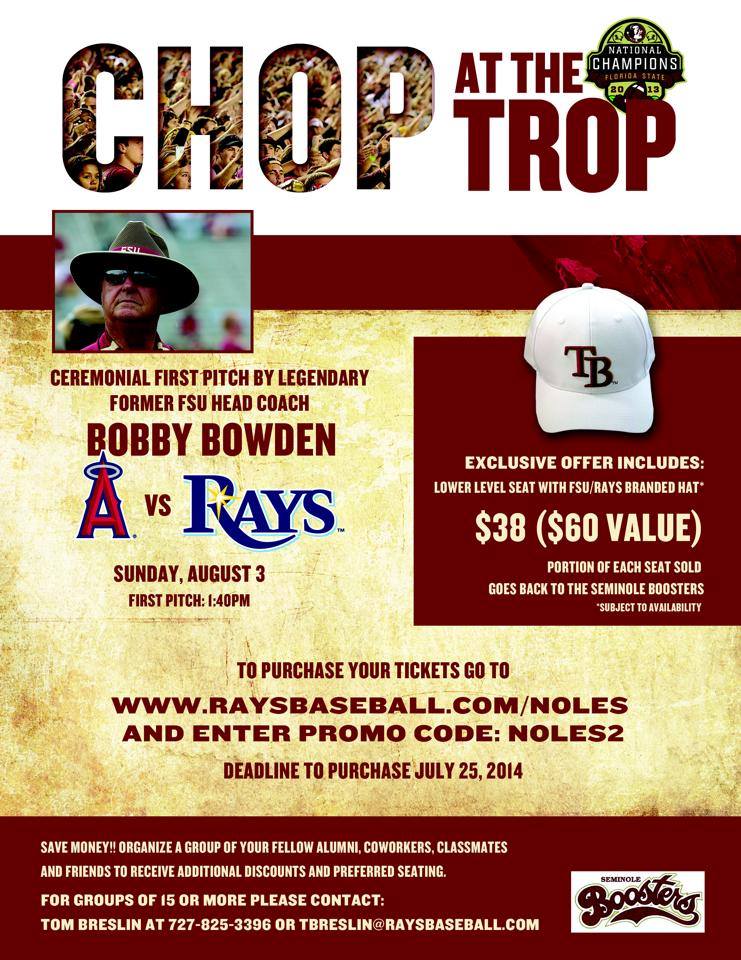 CHOP AT THE TROP
NATIONAL
CHAMPIONS
FLORIDA STATE
2013
FSU
CEREMONIAL FIRST PITCH BY LEGENDARY
FORMER FSU HEAD COACH
BOBBY BOWDEN
A VS RAYS™
SUNDAY, AUGUST 3
FIRST PITCH: 1:40PM
TB™
EXCLUSIVE OFFER INCLUDES:
LOWER LEVEL SEAT WITH FSU/RAYS BRANDED HAT*
$38 ($60 VALUE)
PORTION OF EACH SEAT SOLD
GOES BACK TO THE SEMINOLE BOOSTERS
*SUBJECT TO AVAILABILITY
TO PURCHASE YOUR TICKETS GO TO
WWW.RAYSBASEBALL.COM/NOLES
AND ENTER PROMO CODE: NOLES2
DEADLINE TO PURCHASE JULY 25, 2014
SAVE MONEY!! ORGANIZE A GROUP OF YOUR FELLOW ALUMNI, COWORKERS, CLASSMATES
AND FRIENDS TO RECEIVE ADDITIONAL DISCOUNTS AND PREFERRED SEATING.
FOR GROUPS OF 15 OR MORE PLEASE CONTACT:
TOM BRESLIN AT 727-825-3396 OR TBRESLIN@RAYSBASEBALL.COM
SEMINOLE
Boosters